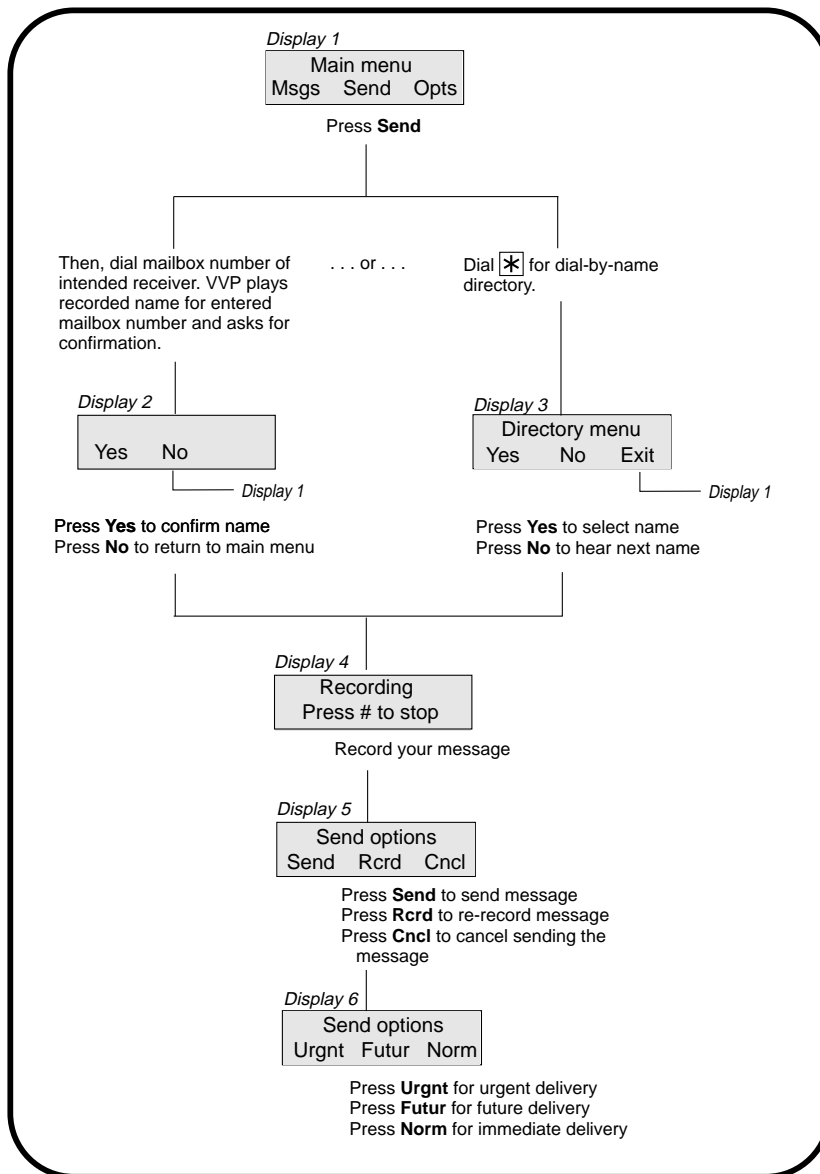 Display 1
Main menu
Msgs Send Opts
Press Send
Then, dial mailbox number of
intended receiver. VVP plays
recorded name for entered
mailbox number and asks for
confirmation.
. . . or . . .
Dial * for dial-by-name
directory.
Display 2
Yes No
Display 1
Press Yes to confirm name
Press No to return to main menu
Display 3
Directory menu
Yes No Exit
Display 1
Press Yes to select name
Press No to hear next name
Display 4
Recording
Press # to stop
Record your message
Display 5
Send options
Send Rcrd Cncl
Press Send to send message
Press Rcrd to re-record message
Press Cncl to cancel sending the
message
Display 6
Send options
Urgnt Futur Norm
Press Urgnt for urgent delivery
Press Futur for future delivery
Press Norm for immediate delivery